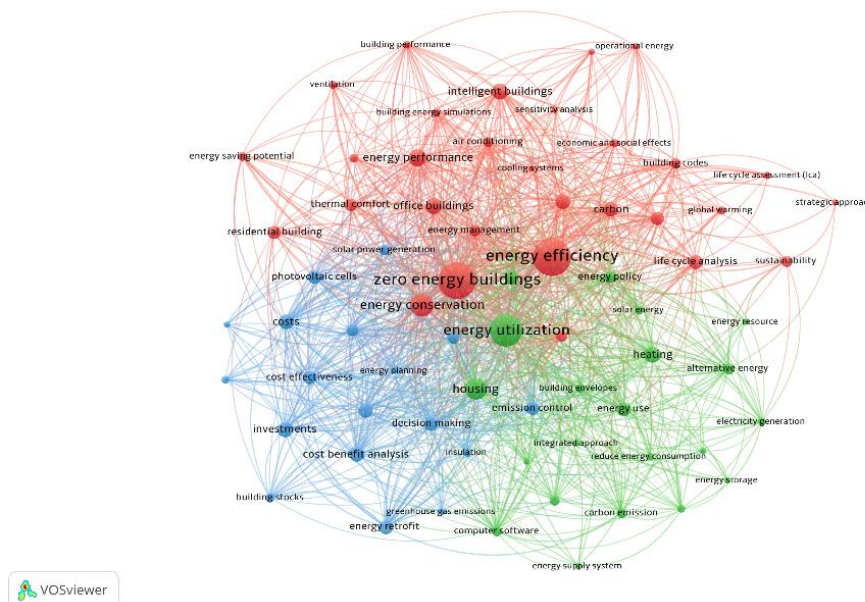 building performance
operational energy
ventilation
intelligent buildings
building energy simulations
sensitivity analysis
air conditioning
economic and social effects
energy saving potential
energy performance
cooling systems
building codes
life cycle assessment (lca)
thermal comfort
office buildings
carbon
global warming
strategic approac
residential building
energy management
solar power generation
energy efficiency
life cycle analysis
sustainability
photovoltaic cells
zero energy buildings
energy policy
energy conservation
solar energy
costs
energy utilization
energy resource
heating
cost effectiveness
energy planning
alternative energy
housing
building envelopes
emission control
energy use
investments
decision making
electricity generation
integrated approach
cost benefit analysis
insulation
reduce energy consumption
energy storage
building stocks
greenhouse gas emissions
carbon emission
energy retrofit
computer software
energy supply system
VOSviewer